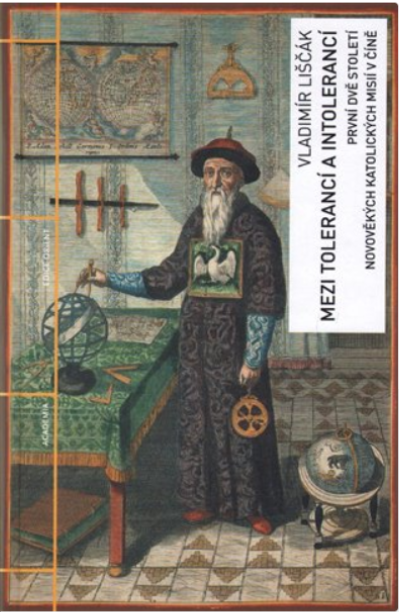 VLADIMÍR LIŠČÁK
MEZI TOLERANCÍ A INTOLERANCÍ
PRVNÍ DVĚ STOLETÍ
NOVOVĚKÝCH KATOLICKÝCH MISIÍ V ČÍNĚ
ACADEMIA